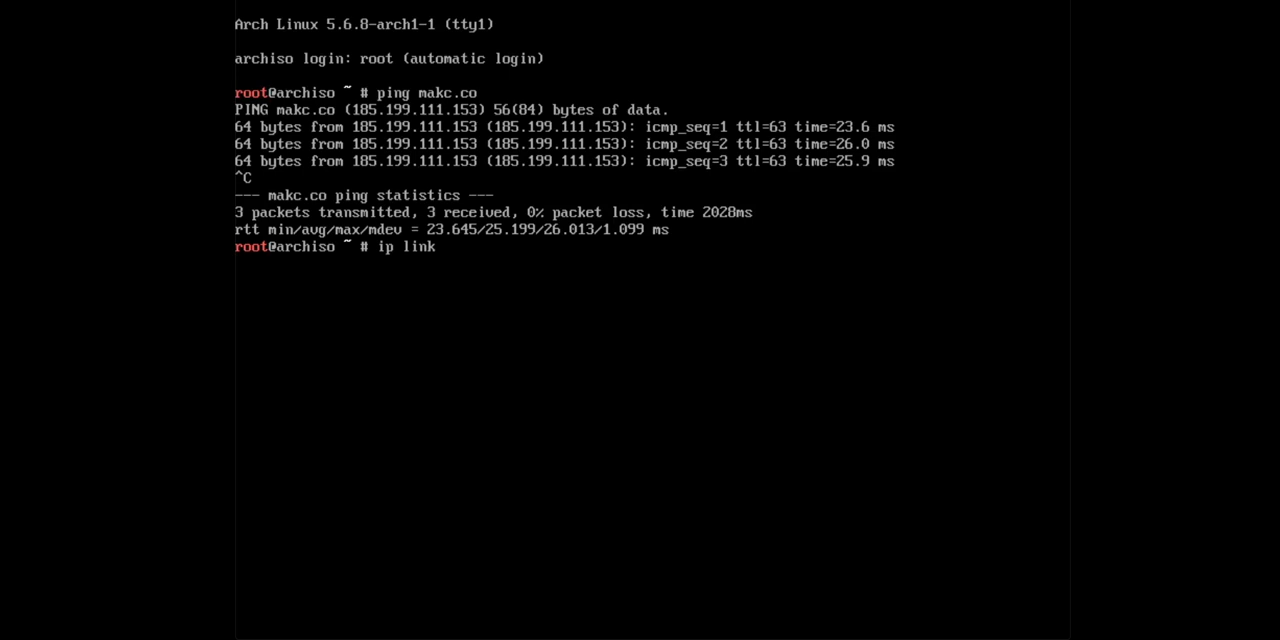 Arch Linux 5.6.8-arch1-1 (tty1)
archiso login: root (automatic login)
root@archiso ~ # ping makc.co
PING makc.co (185.199.111.153) 56(84) bytes of data.
64 bytes from 185.199.111.153 (185.199.111.153): icmp_seq=1 ttl=63 time=23.6 ms
64 bytes from 185.199.111.153 (185.199.111.153): icmp_seq=2 ttl=63 time=26.0 ms
64 bytes from 185.199.111.153 (185.199.111.153): icmp_seq=3 ttl=63 time=25.9 ms
^C
--- makc.co ping statistics ---
3 packets transmitted, 3 received, 0% packet loss, time 2028ms
rtt min/avg/max/mdev = 23.645/25.199/26.013/1.099 ms
root@archiso ~ # ip link